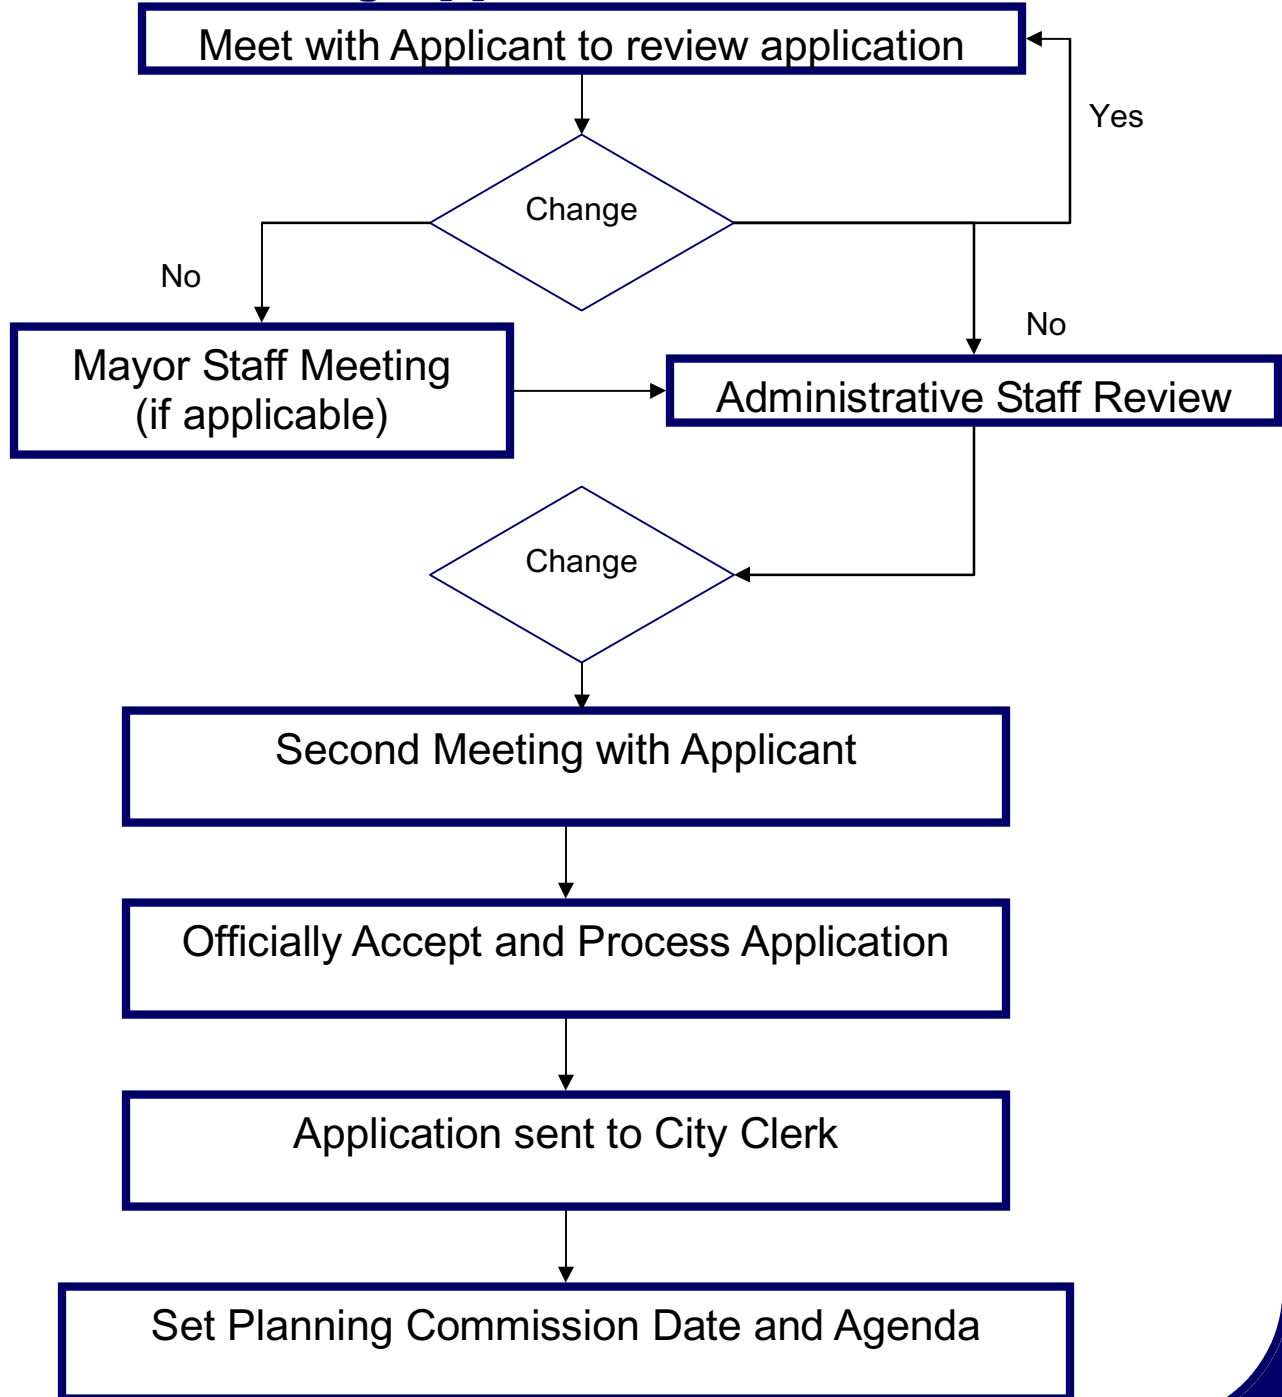 Meet with Applicant to review application
Yes
Change
No
No
Mayor Staff Meeting
(if applicable)
Administrative Staff Review
Change
Second Meeting with Applicant
Officially Accept and Process Application
Application sent to City Clerk
Set Planning Commission Date and Agenda